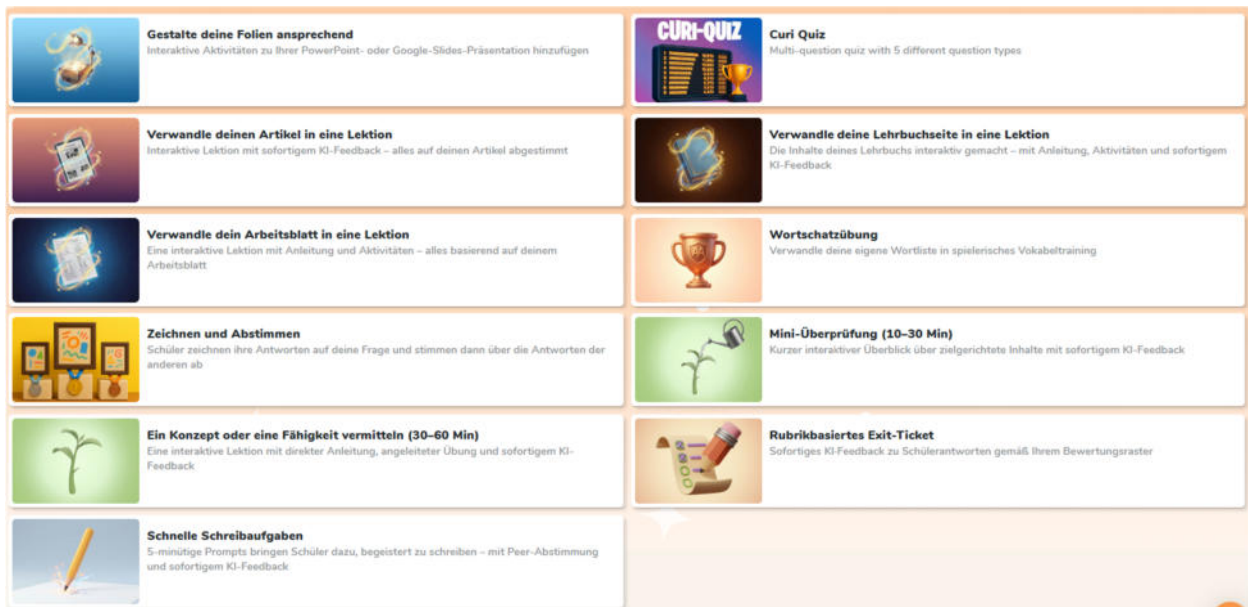 Gestalte deine Folien ansprechend
Interaktive Aktivitäten zu Ihrer PowerPoint- oder Google-Slides-Präsentation hinzufügen
CURI-QUIZ
Curi Quiz
Multi-question quiz with 5 different question types
Verwandle deinen Artikel in eine Lektion
Interaktive Lektion mit sofortigem KI-Feedback – alles auf deinen Artikel abgestimmt
Verwandle deine Lehrbuchseite in eine Lektion
Die Inhalte deines Lehrbuchs interaktiv gemacht – mit Anleitung, Aktivitäten und sofortigem
KI-Feedback
Verwandle dein Arbeitsblatt in eine Lektion
Eine interaktive Lektion mit Anleitung und Aktivitäten – alles basierend auf deinem
Arbeitsblatt
Wortschatzübung
Verwandle deine eigene Wortliste in spielerisches Vokabeltraining
Zeichnen und Abstimmen
Schüler zeichnen ihre Antworten auf deine Frage und stimmen dann über die Antworten der
anderen ab
Mini-Überprüfung (10–30 Min)
Kurzer interaktiver Überblick über zielgerichtete Inhalte mit sofortigem KI-Feedback
Ein Konzept oder eine Fähigkeit vermitteln (30–60 Min)
Eine interaktive Lektion mit direkter Anleitung, angeleiteter Übung und sofortigem KI-
Feedback
Rubrikbasiertes Exit-Ticket
Sofortiges KI-Feedback zu Schülerantworten gemäß Ihrem Bewertungsraster
Schnelle Schreibaufgaben
5-minütige Prompts bringen Schüler dazu, begeistert zu schreiben – mit Peer-Abstimmung
und sofortigem KI-Feedback